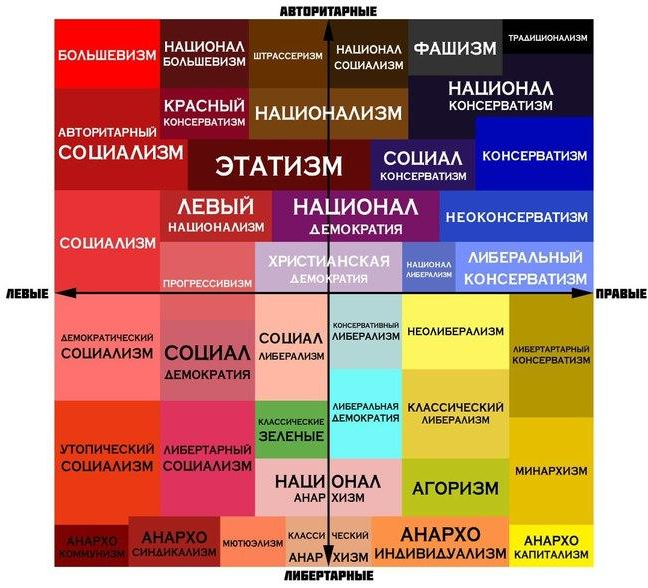 АВТОРИТАРНЫЕ
БОЛЬШЕВИЗМ
НАЦИОНАЛ
БОЛЬШЕВИЗМ
ШТРАССЕРИЗМ
НАЦИОНАЛ
СОЦИАЛИЗМ
ФАШИЗМ
ТРАДИЦИОНАЛИЗМ
АВТОРИТАРНЫЙ
СОЦИАЛИЗМ
КРАСНЫЙ
КОНСЕРВАТИЗМ
НАЦИОНАЛИЗМ
НАЦИОНАЛ
КОНСЕРВАТИЗМ
ЭТАТИЗМ
СОЦИАЛ
КОНСЕРВАТИЗМ
КОНСЕРВАТИЗМ
СОЦИАЛИЗМ
ЛЕВЫЙ
НАЦИОНАЛИЗМ
НАЦИОНАЛ
ДЕМОКРАТИЯ
НЕОКОНСЕРВАТИЗМ
ПРОГРЕССИВИЗМ
ХРИСТИАНСКАЯ
ДЕМОКРАТИЯ
НАЦИОНАЛ
ЛИБЕРАЛИЗМ
ЛИБЕРАЛЬНЫЙ
КОНСЕРВАТИЗМ
ЛЕВЫЕ
ПРАВЫЕ
ДЕМОКРАТИЧЕСКИЙ
СОЦИАЛИЗМ
СОЦИАЛ
ДЕМОКРАТИЯ
СОЦИАЛ
ЛИБЕРАЛИЗМ
КОНСЕРВАТИВНЫЙ
ЛИБЕРАЛИЗМ
НЕОЛИБЕРАЛИЗМ
ЛИБЕРТАРТАРНЫЙ
КОНСЕРВАТИЗМ
УТОПИЧЕСКИЙ
СОЦИАЛИЗМ
ЛИБЕРТАРНЫЙ
СОЦИАЛИЗМ
КЛАССИЧЕСКИЕ
ЗЕЛЕНЫЕ
ЛИБЕРАЛЬНАЯ
ДЕМОКРАТИЯ
КЛАССИЧЕСКИЙ
ЛИБЕРАЛИЗМ
НАЦИОНАЛ
АНАРХИЗМ
АГОРИЗМ
МИНАРХИЗМ
АНАРХО
КОММУНИЗМ
АНАРХО
СИНДИКАЛИЗМ
МЮТЮЭЛИЗМ
КЛАССИЧЕСКИЙ
АНАРХИЗМ
АНАРХО
ИНДИВИДУАЛИЗМ
АНАРХО
КАПИТАЛИЗМ
ЛИБЕРТАРНЫЕ